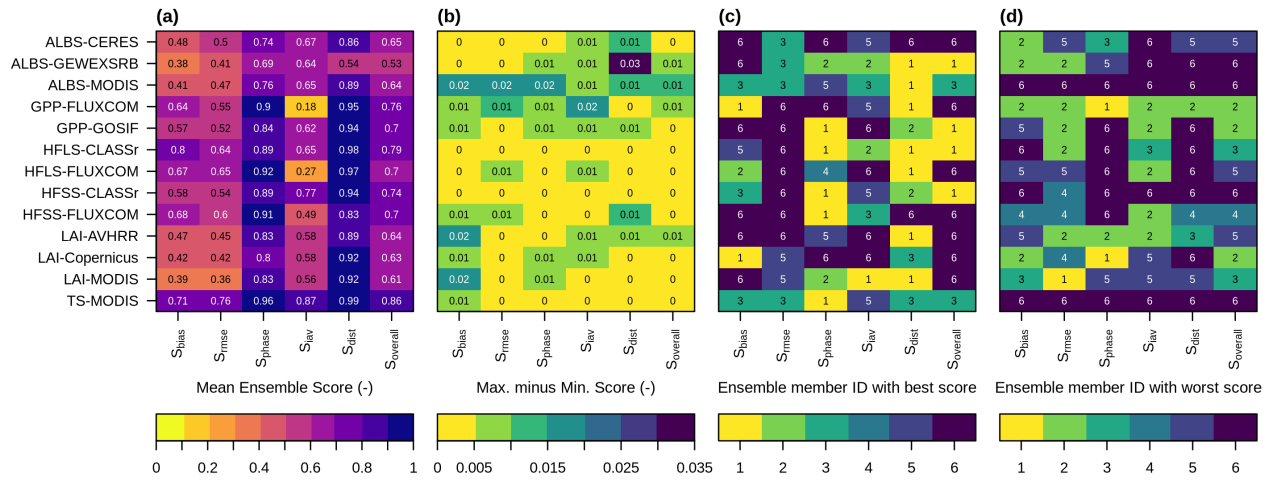 (a) (b) (c) (d)
ALBS-CERES 0.48 0.5 0.74 0.67 0.86 0.65 0 0 0 0.01 0.01 0 6 3 6 5 6 6 2 5 3 6 5 5
ALBS-GEWEXSRB 0.38 0.41 0.69 0.64 0.54 0.53 0 0 0.01 0.01 0.03 0.01 6 3 2 2 1 1 2 2 5 6 6 6
ALBS-MODIS 0.41 0.47 0.76 0.65 0.89 0.64 0.02 0.02 0.02 0.01 0.01 0.01 3 3 5 3 1 3 6 6 6 6 6 6
GPP-FLUXCOM 0.64 0.55 0.9 0.18 0.95 0.76 0.01 0.01 0.01 0.02 0 0.01 1 6 6 5 1 6 2 2 1 2 2 2
GPP-GOSIF 0.57 0.52 0.84 0.62 0.94 0.7 0.01 0 0.01 0.01 0.01 0 6 6 1 6 2 1 5 2 6 2 6 2
HFLS-CLASSr 0.8 0.64 0.89 0.65 0.98 0.79 0 0 0 0 0 0 5 6 1 2 1 1 6 2 6 3 6 3
HFLS-FLUXCOM 0.67 0.65 0.92 0.27 0.97 0.7 0 0.01 0 0.01 0 0 2 6 4 5 1 6 5 5 6 2 6 5
HFSS-CLASSr 0.58 0.54 0.89 0.77 0.94 0.74 0 0 0 0 0 0 3 6 1 5 2 1 6 4 6 6 6 6
HFSS-FLUXCOM 0.68 0.6 0.91 0.49 0.83 0.7 0.01 0.01 0 0 0.01 0 6 6 1 3 6 6 4 4 6 2 4 4
LAI-AVHRR 0.47 0.45 0.83 0.58 0.89 0.64 0.02 0 0 0.01 0.01 0.01 6 6 5 6 1 6 5 2 2 2 3 5
LAI-Copernicus 0.42 0.42 0.8 0.58 0.92 0.63 0.01 0 0.01 0.01 0 0 1 5 6 6 3 6 2 4 1 5 6 2
LAI-MODIS 0.39 0.36 0.83 0.56 0.92 0.61 0.02 0 0.01 0 0 0 6 5 2 1 1 6 3 1 5 5 5 3
TS-MODIS 0.71 0.76 0.96 0.87 0.99 0.86 0.01 0 0 0 0 0 3 3 1 5 3 3 6 6 6 6 6 6
Sbias Srmse Sphase Siav Sdist Soverall Sbias Srmse Sphase Siav Sdist Soverall Sbias Srmse Sphase Siav Sdist Soverall Sbias Srmse Sphase Siav Sdist Soverall
Mean Ensemble Score (-) Max. minus Min. Score (-) Ensemble member ID with best score Ensemble member ID with worst score
0 0.2 0.4 0.6 0.8 1 0 0.005 0.015 0.025 0.035 1 2 3 4 5 6 1 2 3 4 5 6